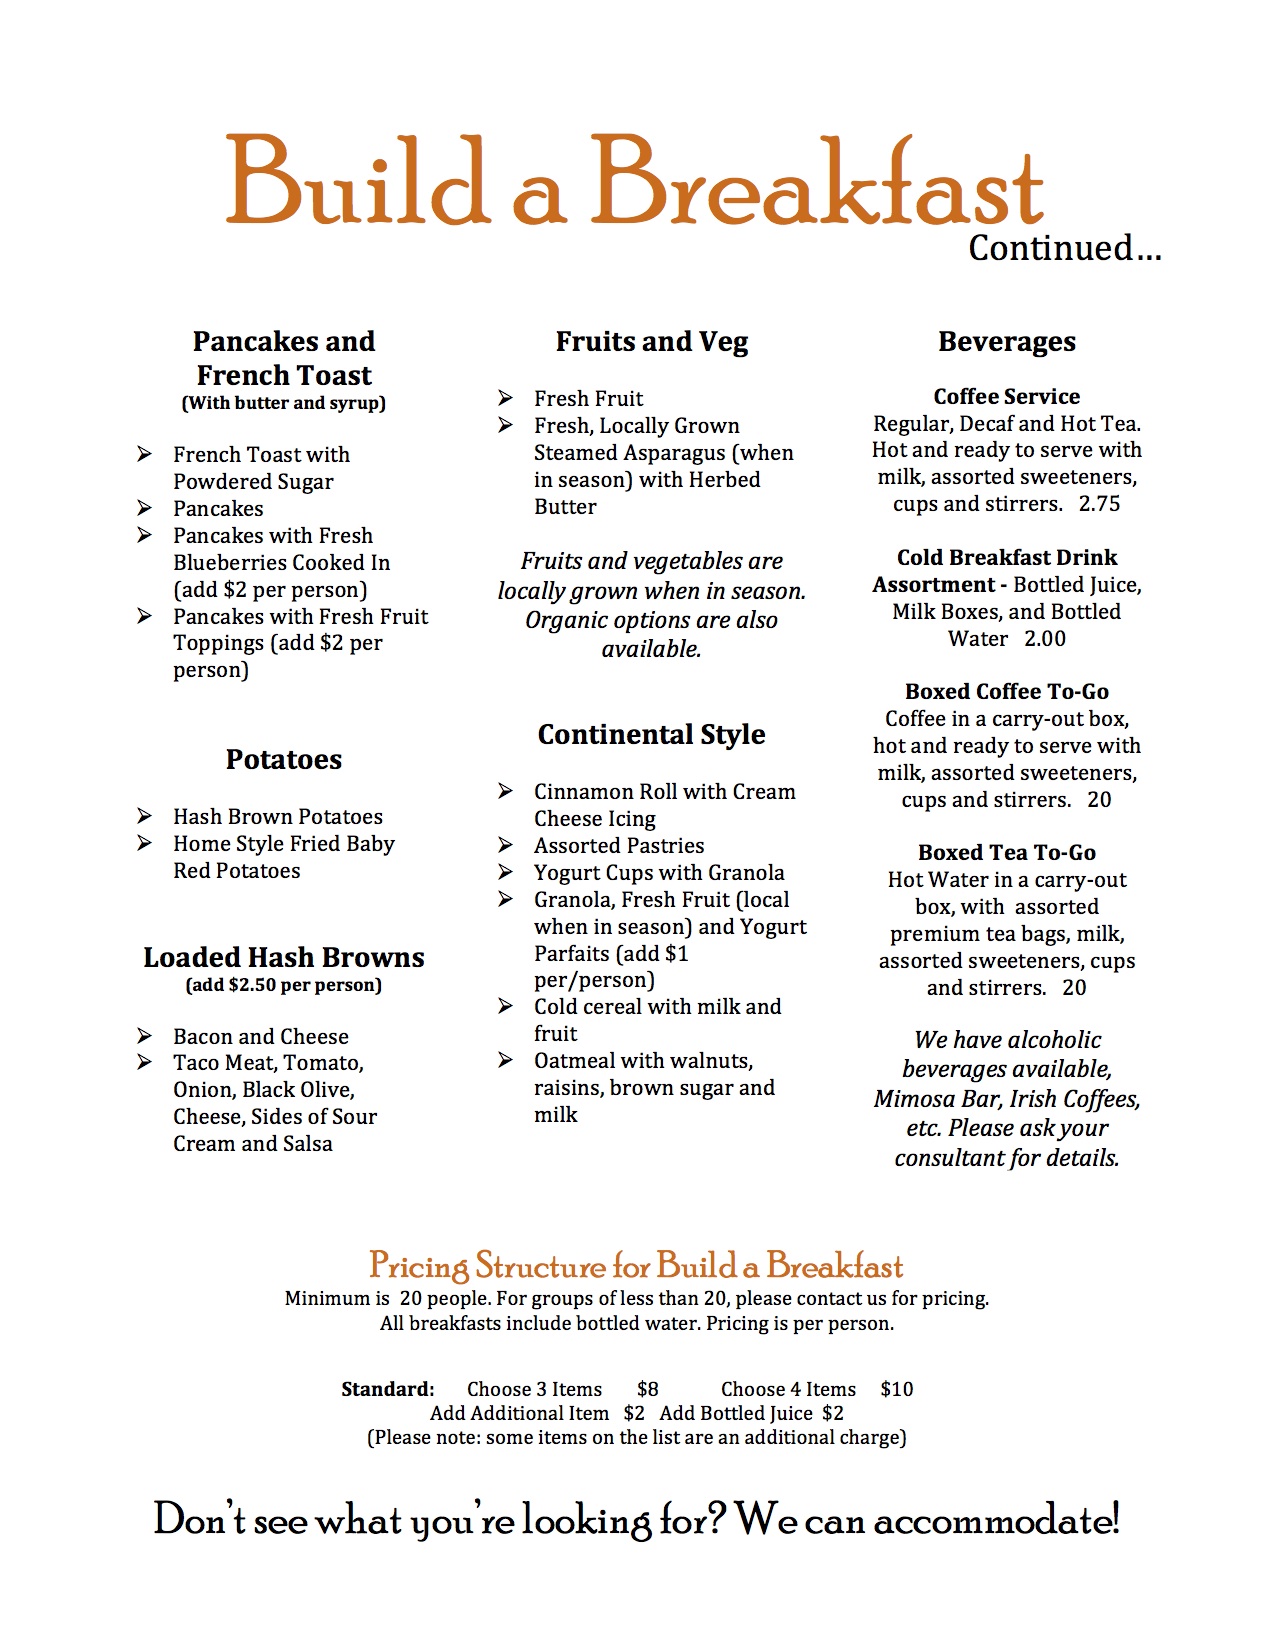 Build a Breakfast
Continued…
Pancakes and
French Toast
(With butter and syrup)
➢ French Toast with
Powdered Sugar
➢ Pancakes
➢ Pancakes with Fresh
Blueberries Cooked In
(add $2 per person)
➢ Pancakes with Fresh Fruit
Toppings (add $2 per
person)
Potatoes
➢ Hash Brown Potatoes
➢ Home Style Fried Baby
Red Potatoes
Loaded Hash Browns
(add $2.50 per person)
➢ Bacon and Cheese
➢ Taco Meat, Tomato,
Onion, Black Olive,
Cheese, Sides of Sour
Cream and Salsa
Fruits and Veg
➢ Fresh Fruit
➢ Fresh, Locally Grown
Steamed Asparagus (when
in season) with Herbed
Butter
Fruits and vegetables are
locally grown when in season.
Organic options are also
available.
Continental Style
➢ Cinnamon Roll with Cream
Cheese Icing
➢ Assorted Pastries
➢ Yogurt Cups with Granola
➢ Granola, Fresh Fruit (local
when in season) and Yogurt
Parfaits (add $1
per/person)
➢ Cold cereal with milk and
fruit
➢ Oatmeal with walnuts,
raisins, brown sugar and
milk
Beverages
Coffee Service
Regular, Decaf and Hot Tea.
Hot and ready to serve with
milk, assorted sweeteners,
cups and stirrers. 2.75
Cold Breakfast Drink
Assortment - Bottled Juice,
Milk Boxes, and Bottled
Water 2.00
Boxed Coffee To-Go
Coffee in a carry-out box,
hot and ready to serve with
milk, assorted sweeteners,
cups and stirrers. 20
Boxed Tea To-Go
Hot Water in a carry-out
box, with assorted
premium tea bags, milk,
assorted sweeteners, cups
and stirrers. 20
We have alcoholic
beverages available,
Mimosa Bar, Irish Coffees,
etc. Please ask your
consultant for details.
Pricing Structure for Build a Breakfast
Minimum is 20 people. For groups of less than 20, please contact us for pricing.
All breakfasts include bottled water. Pricing is per person.
Standard: Choose 3 Items $8 Choose 4 Items $10
Add Additional Item $2 Add Bottled Juice $2
(Please note: some items on the list are an additional charge)
Don't see what you're looking for? We can accommodate!